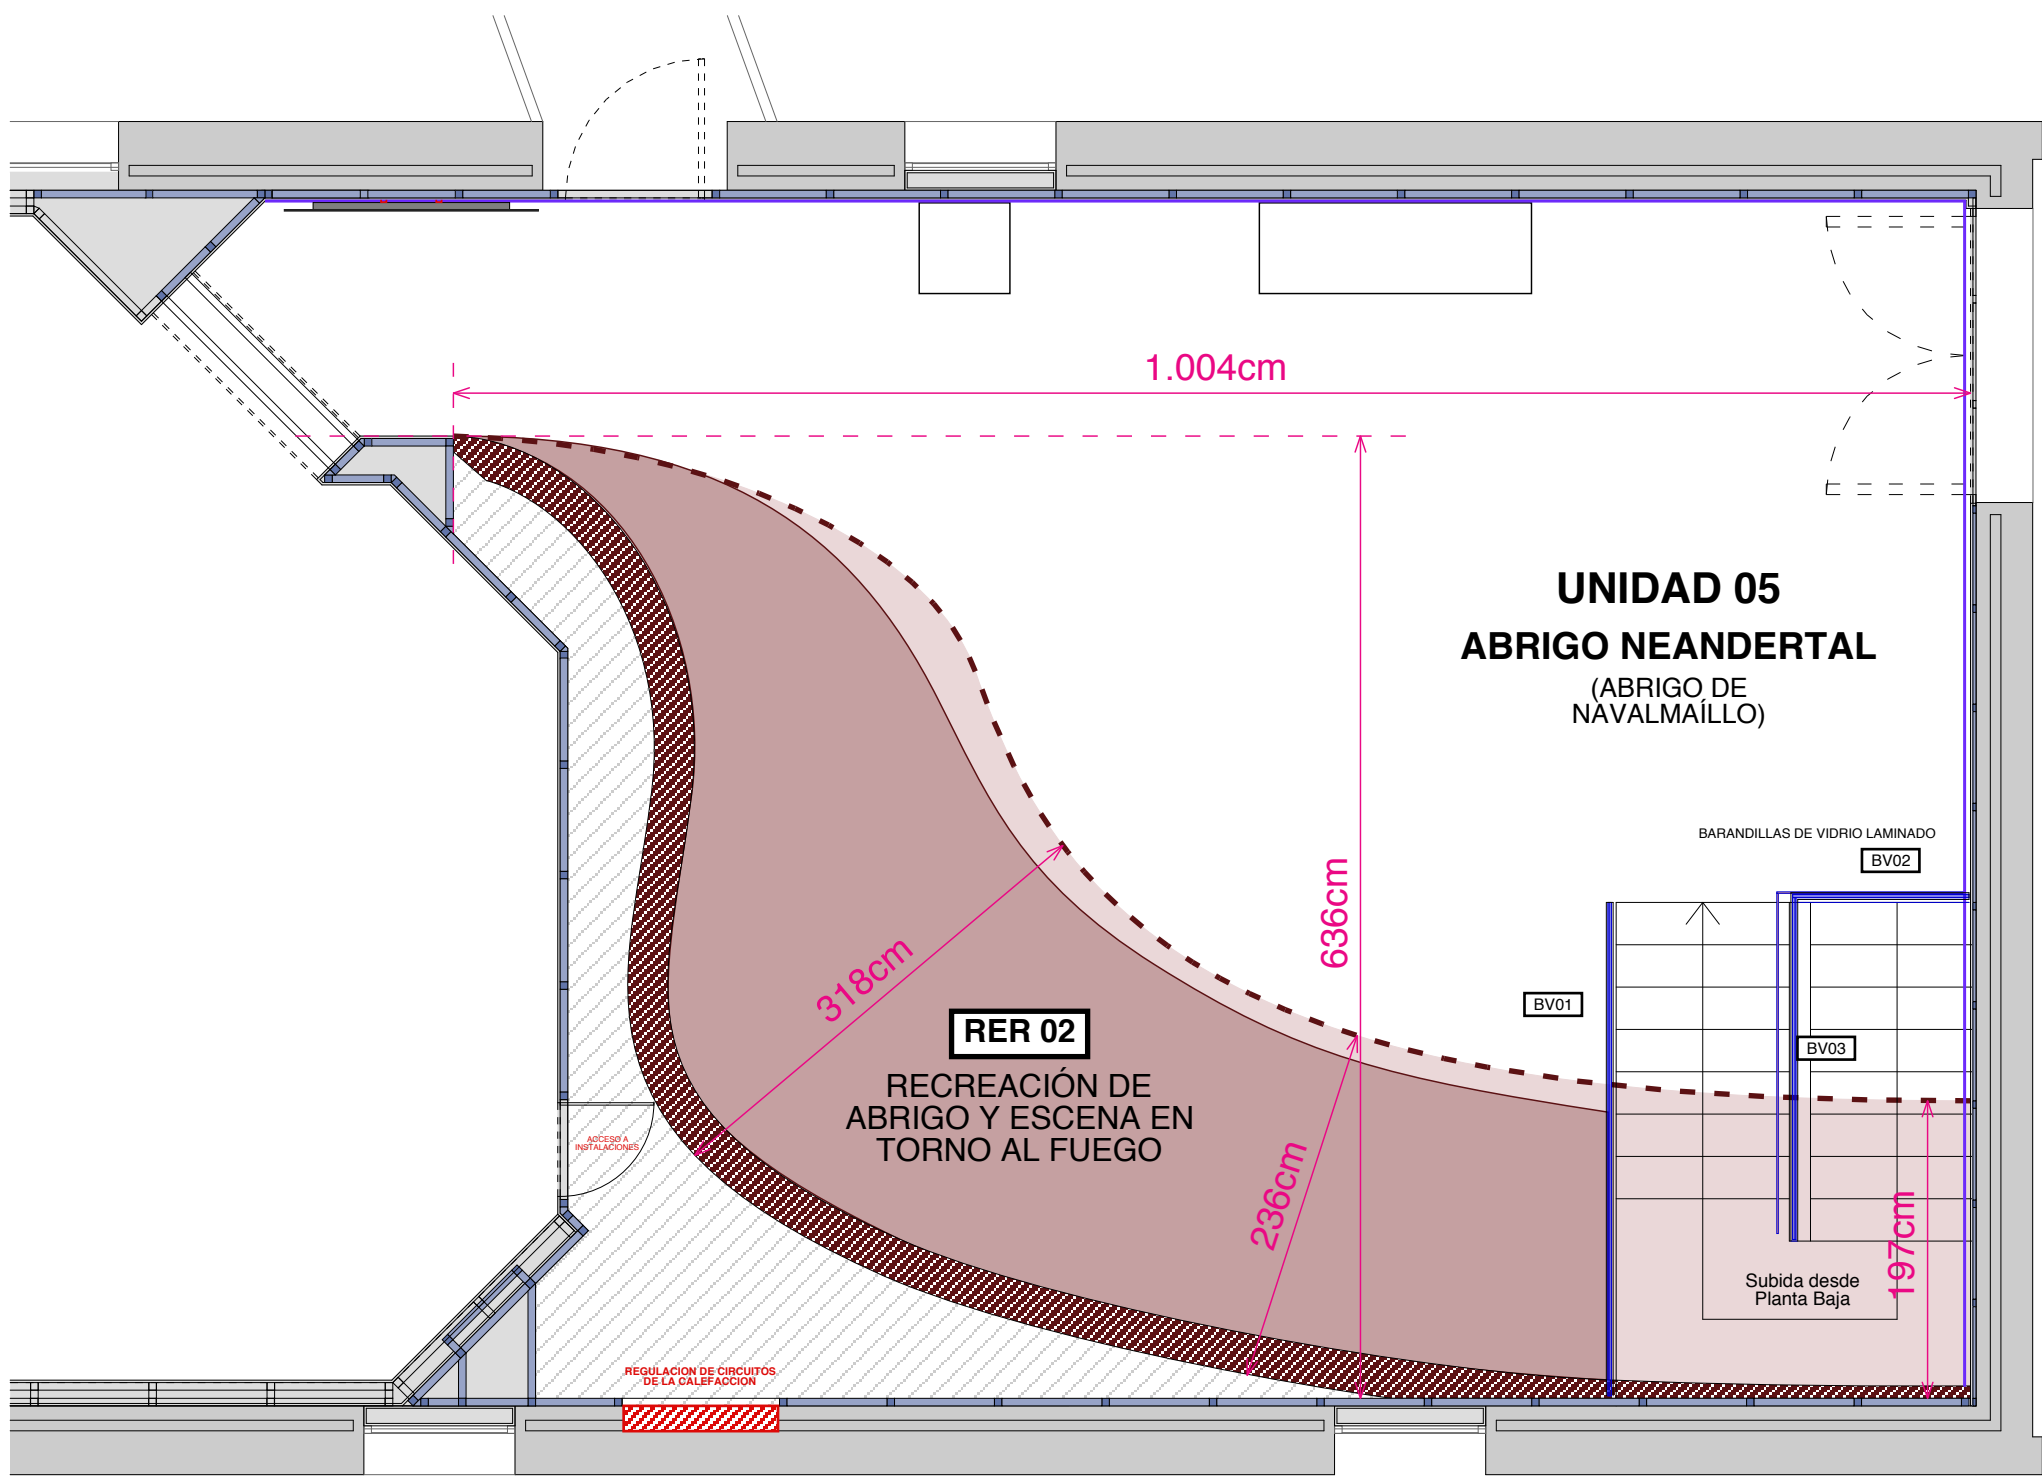 1.004cm
UNIDAD 05
ABRIGO NEANDERTAL
(ABRIGO DE
NAVALMAÍLLO)
BARANDILLAS DE VIDRIO LAMINADO
BV02
636cm
318cm
BV01
RER 02
BV03
RECREACIÓN DE
ABRIGO Y ESCENA EN
TORNO AL FUEGO
ACCESO A
INSTALACIONES
236cm
197cm
Subida desde
Planta Baja
REGULACION DE CIRCUITOS
DE LA CALEFACCION